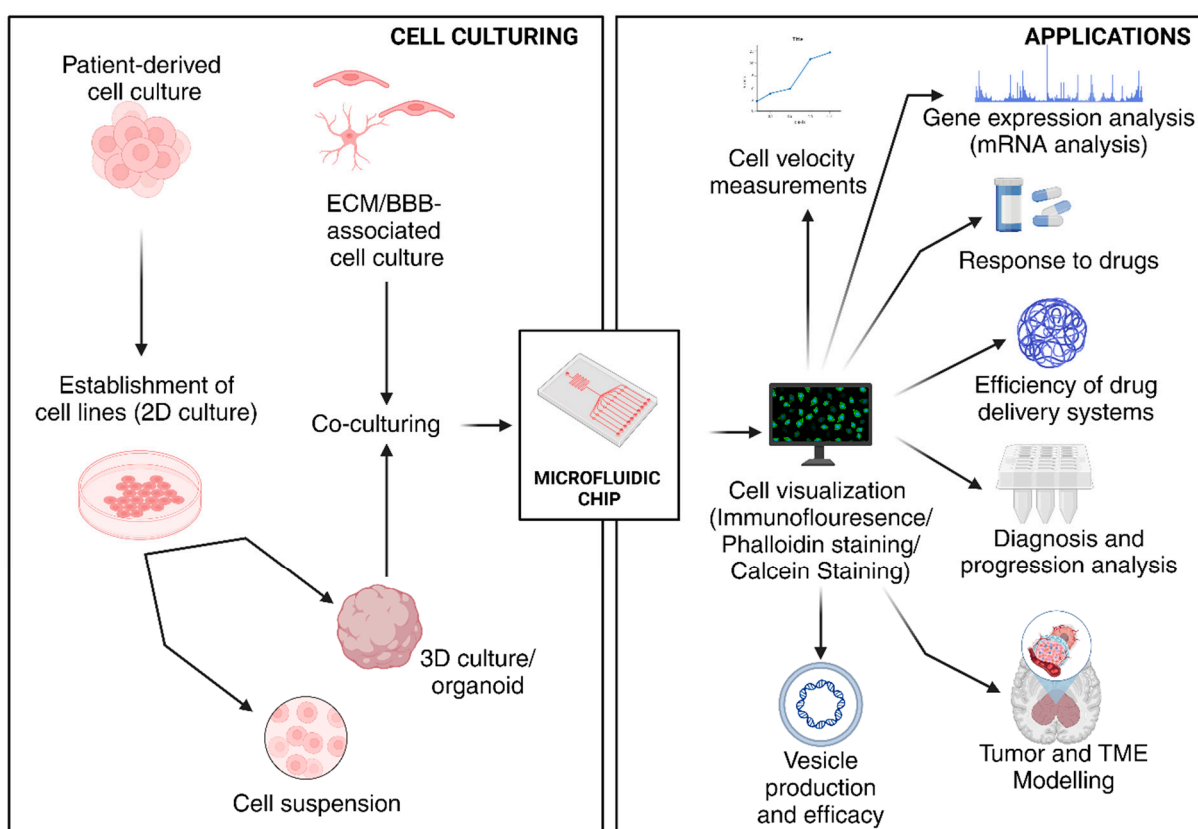 CELL CULTURING
Patient-derived
cell culture
ECM/BBB-
associated
cell culture
Establishment of
cell lines (2D culture)
Co-culturing
3D culture/
organoid
Cell suspension
MICROFLUIDIC
CHIP
APPLICATIONS
Title
Cell velocity
measurements
Gene expression analysis
(mRNA analysis)
Response to drugs
Efficiency of drug
delivery systems
Cell visualization
(Immunoflouresence/
Phalloidin staining/
Calcein Staining)
Diagnosis and
progression analysis
Vesicle
production
and efficacy
Tumor and TME
Modelling